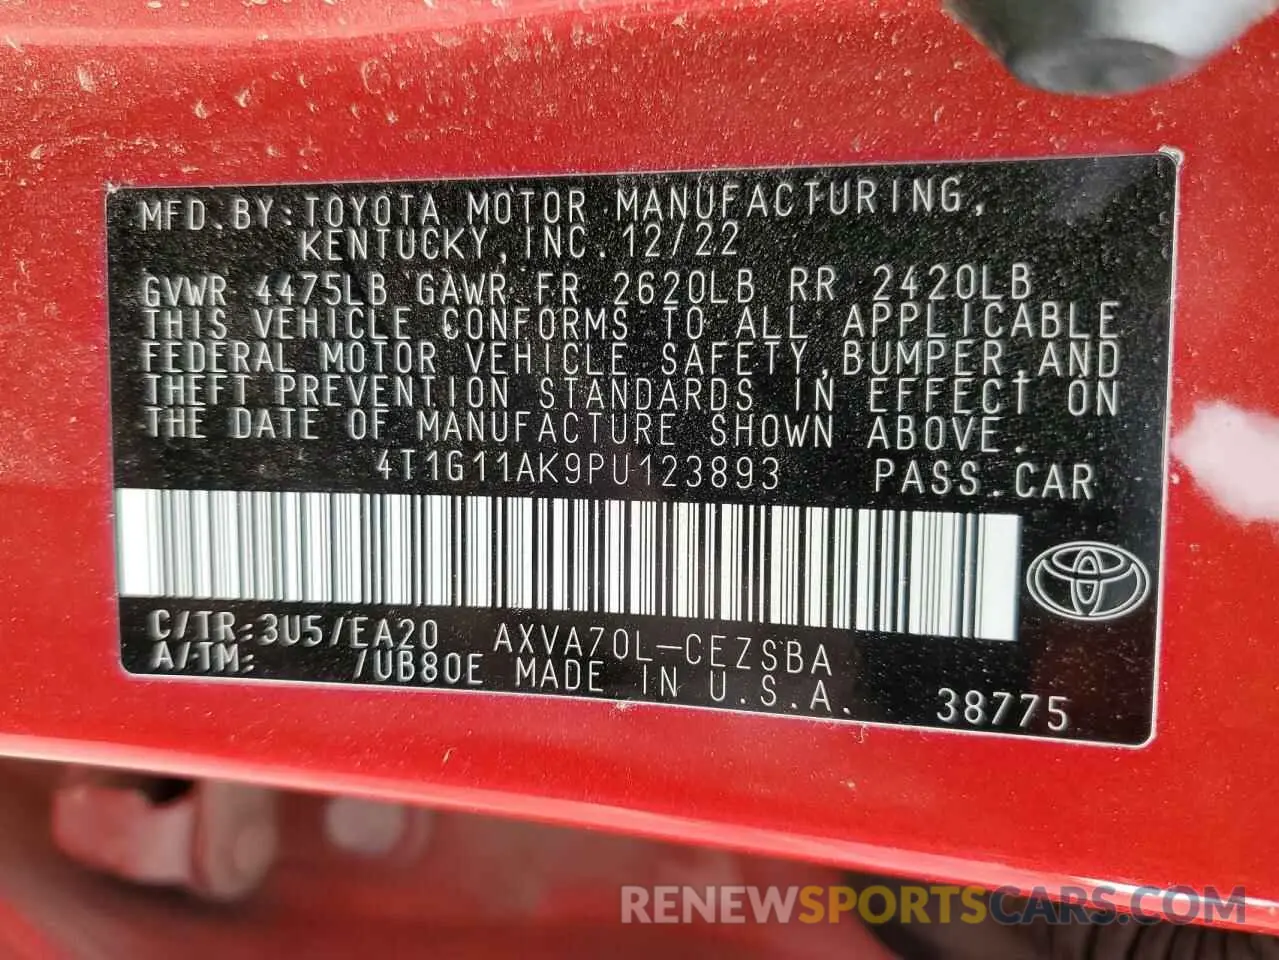 MFD.BY:TOYOTA MOTOR MANUFACTURING,
KENTUCKY,INC.12/22
GVWR 4475LB GAWR FR 2620LB RR 2420LB
THIS VEHICLE CONFORMS TO ALL APPLICABLE
FEDERAL MOTOR VEHICLE SAFETY,BUMPER,AND
THEFT PREVENTION STANDARDS IN EFFECT ON
THE DATE OF MANUFACTURE SHOWN ABOVE.
4T1G11AK9PU123893 PASS.CAR
C/TR:3U5/EA20 AXVA70L-CEZSBA
A/TM: /UB80E MADE IN U.S.A. 38775
RENEWSPORTSCARS.COM